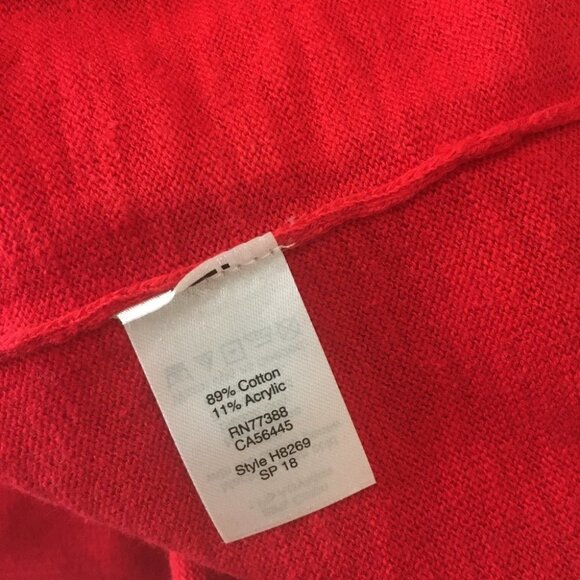 89% Cotton
11% Acrylic
RN77388
CA56445
Style H8269
SP 18